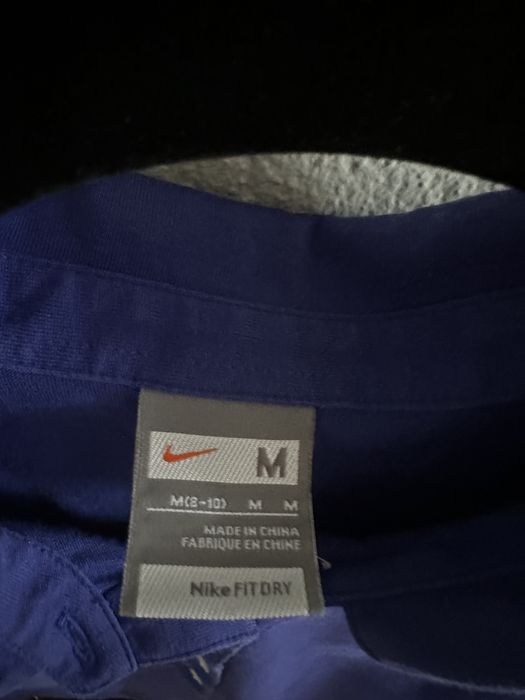 M
M(8-10) M M
MADE IN CHINA
FABRIQUE EN CHINE
Nike FIT DRY